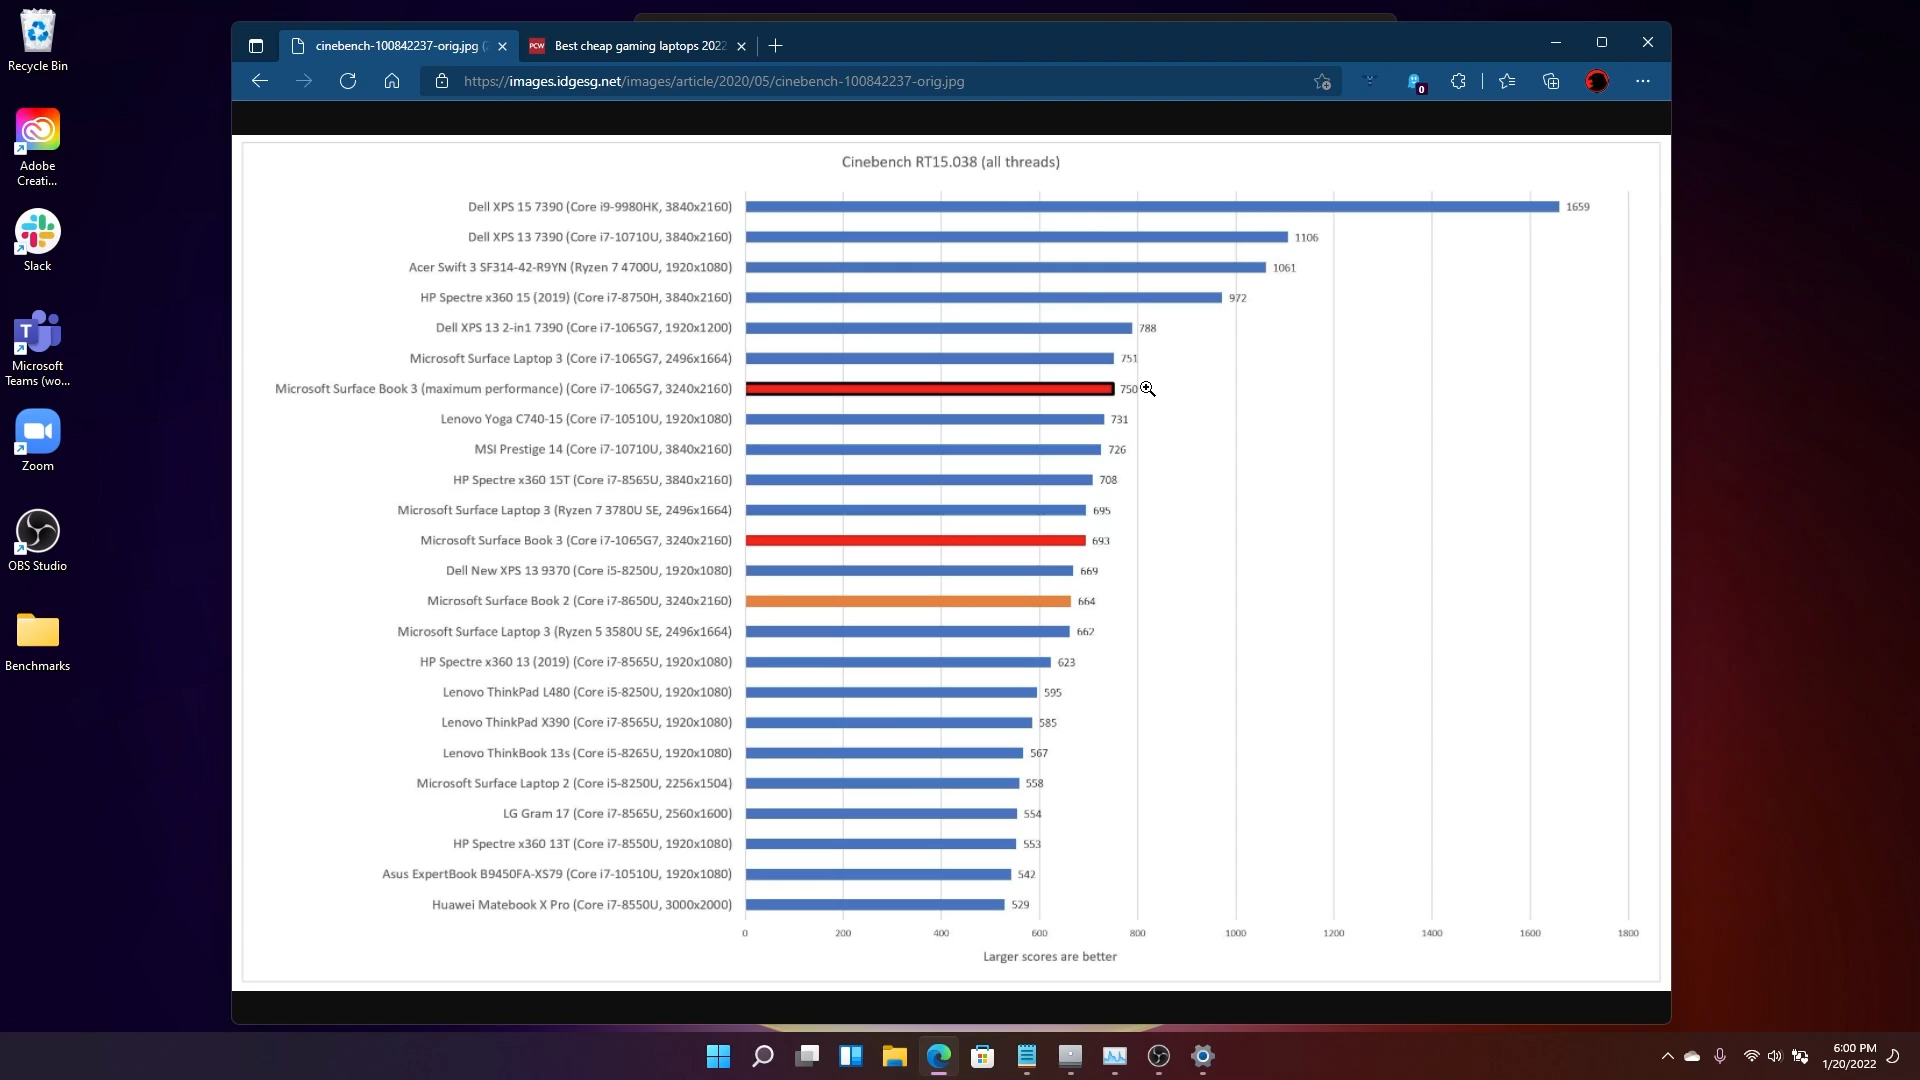 Recycle Bin
Adobe
Creati...
Slack
Microsoft
Teams (wo...
Zoom
OBS Studio
Benchmarks
cinebench-100842237-orig.jpg (
PCW Best cheap gaming laptops 2022
https://images.idgesg.net/images/article/2020/05/cinebench-100842237-orig.jpg
0
Cinebench RT15.038 (all threads)
Dell XPS 15 7390 (Core i9-9980HK, 3840x2160) 1659
Dell XPS 13 7390 (Core i7-10710U, 3840x2160) 1106
Acer Swift 3 SF314-42-R9YN (Ryzen 7 4700U, 1920x1080) 1061
HP Spectre x360 15 (2019) (Core i7-8750H, 3840x2160) 972
Dell XPS 13 2-in1 7390 (Core i7-1065G7, 1920x1200) 788
Microsoft Surface Laptop 3 (Core i7-1065G7, 2496x1664) 751
Microsoft Surface Book 3 (maximum performance) (Core i7-1065G7, 3240x2160) 750
Lenovo Yoga C740-15 (Core i7-10510U, 1920x1080) 731
MSI Prestige 14 (Core i7-10710U, 3840x2160) 726
HP Spectre x360 15T (Core i7-8565U, 3840x2160) 708
Microsoft Surface Laptop 3 (Ryzen 7 3780U SE, 2496x1664) 695
Microsoft Surface Book 3 (Core i7-1065G7, 3240x2160) 693
Dell New XPS 13 9370 (Core i5-8250U, 1920x1080) 669
Microsoft Surface Book 2 (Core i7-8650U, 3240x2160) 664
Microsoft Surface Laptop 3 (Ryzen 5 3580U SE, 2496x1664) 662
HP Spectre x360 13 (2019) (Core i7-8565U, 1920x1080) 623
Lenovo ThinkPad L480 (Core i5-8250U, 1920x1080) 595
Lenovo ThinkPad X390 (Core i7-8565U, 1920x1080) 585
Lenovo ThinkBook 13s (Core i5-8265U, 1920x1080) 567
Microsoft Surface Laptop 2 (Core i5-8250U, 2256x1504) 558
LG Gram 17 (Core i7-8565U, 2560x1600) 554
HP Spectre x360 13T (Core i7-8550U, 1920x1080) 553
Asus ExpertBook B9450FA-XS79 (Core i7-10510U, 1920x1080) 542
Huawei Matebook X Pro (Core i7-8550U, 3000x2000) 529
0 200 400 600 800 1000 1200 1400 1600 1800
Larger scores are better
6:00 PM
1/20/2022